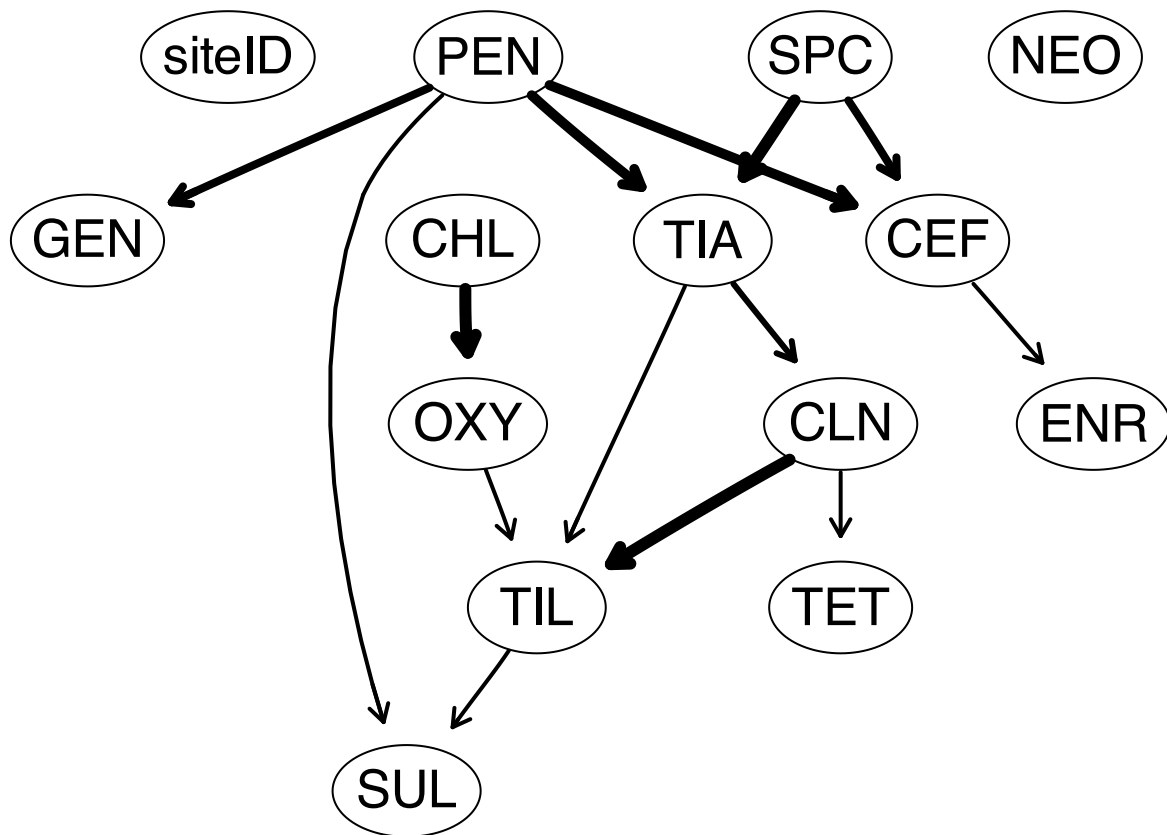 siteID PEN SPC NEO
GEN CHL TIA CEF
OXY CLN ENR
TIL TET
SUL